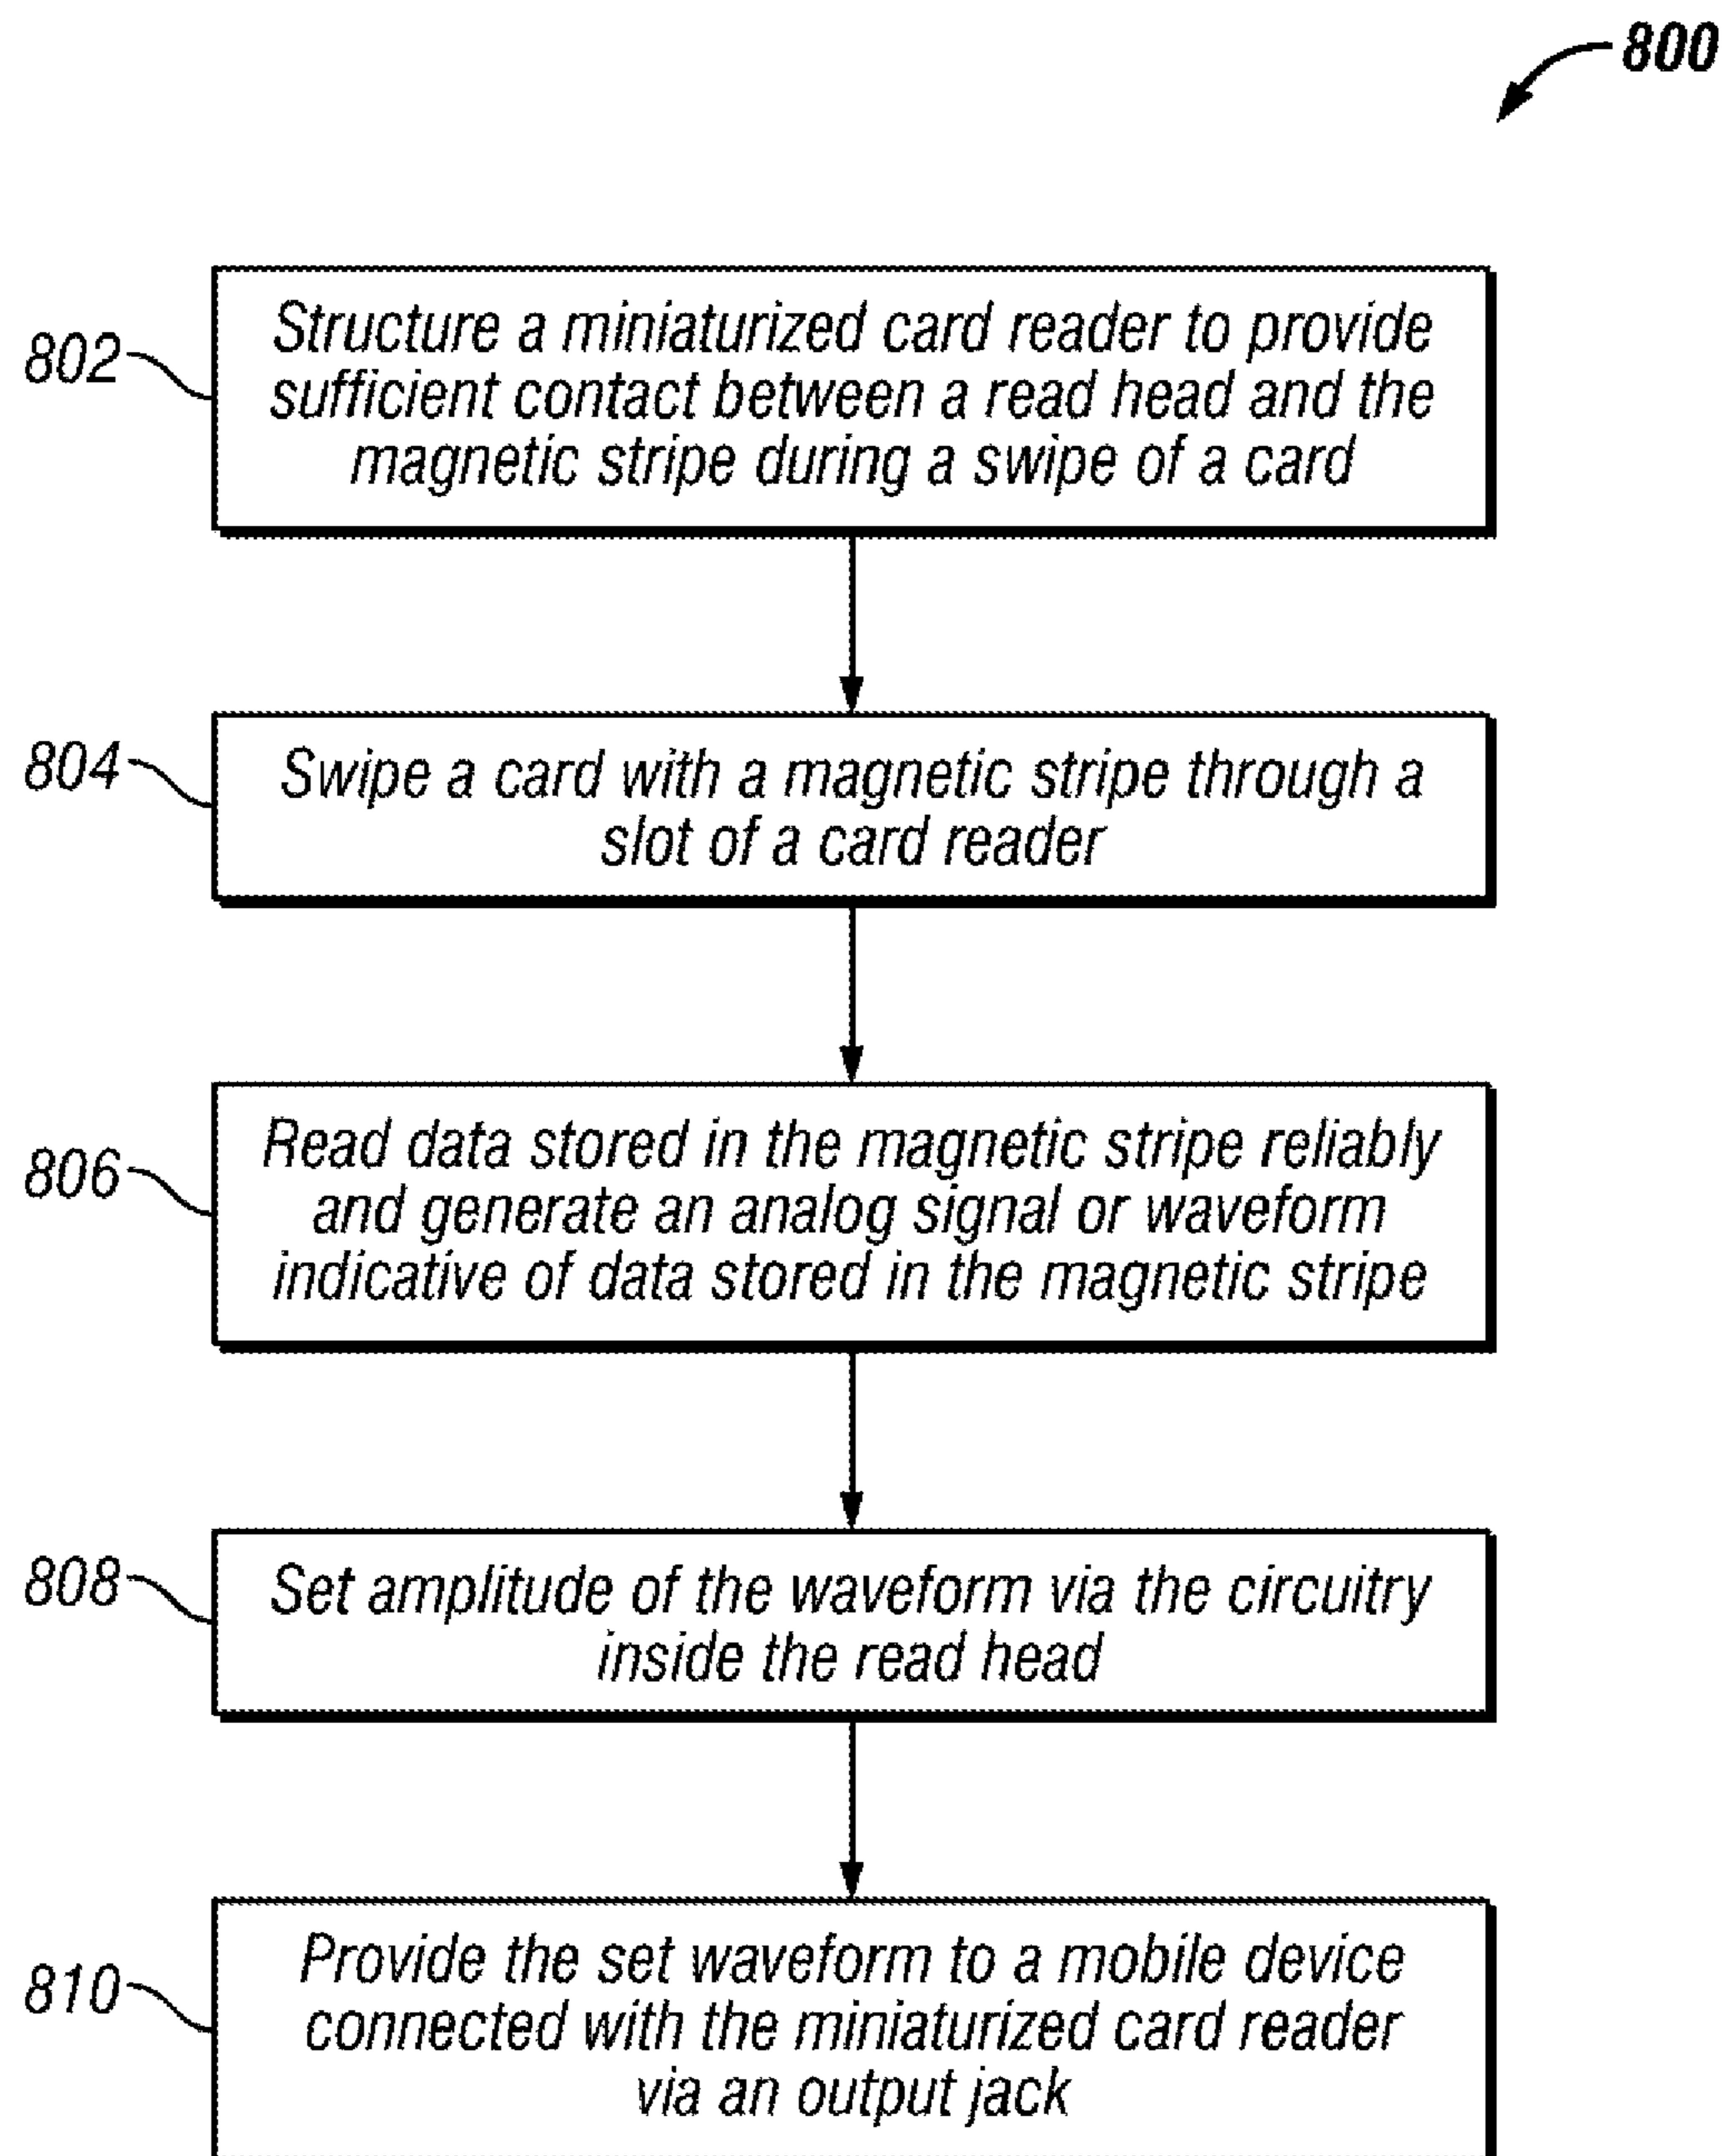 800
802
Structure a miniaturized card reader to provide
sufficient contact between a read head and the
magnetic stripe during a swipe of a card
804
Swipe a card with a magnetic stripe through a
slot of a card reader
806
Read data stored in the magnetic stripe reliably
and generate an analog signal or waveform
indicative of data stored in the magnetic stripe
808
Set amplitude of the waveform via the circuitry
inside the read head
810
Provide the set waveform to a mobile device
connected with the miniaturized card reader
via an output jack